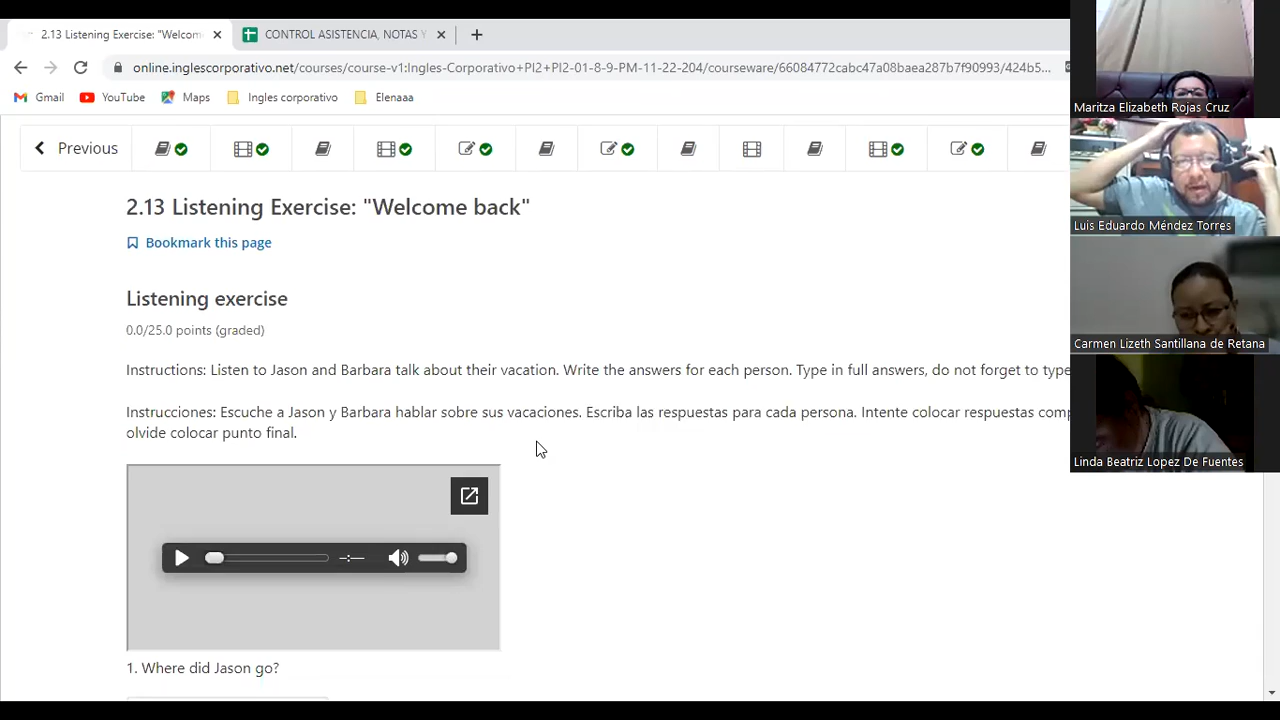 2.13 Listening Exercise: "Welcom
CONTROL ASISTENCIA, NOTAS Y
online.inglescorporativo.net/courses/course-v1:Ingles-Corporativo+PI2+PI2-01-8-9-PM-11-22-204/courseware/66084772cabc47a08baea287b7f90993/424b5...
Gmail
YouTube
Maps
Ingles corporativo
Elenaaa
Previous
2.13 Listening Exercise: "Welcome back"
Bookmark this page
Listening exercise
0.0/25.0 points (graded)
Instructions: Listen to Jason and Barbara talk about their vacation. Write the answers for each person. Type in full answers, do not forget to type
Instrucciones: Escuche a Jason y Barbara hablar sobre sus vacaciones. Escriba las respuestas para cada persona. Intente colocar respuestas comp
olvide colocar punto final.
-:--
1. Where did Jason go?
Maritza Elizabeth Rojas Cruz
Luis Eduardo Méndez Torres
Carmen Lizeth Santillana de Retana
Linda Beatriz Lopez De Fuentes